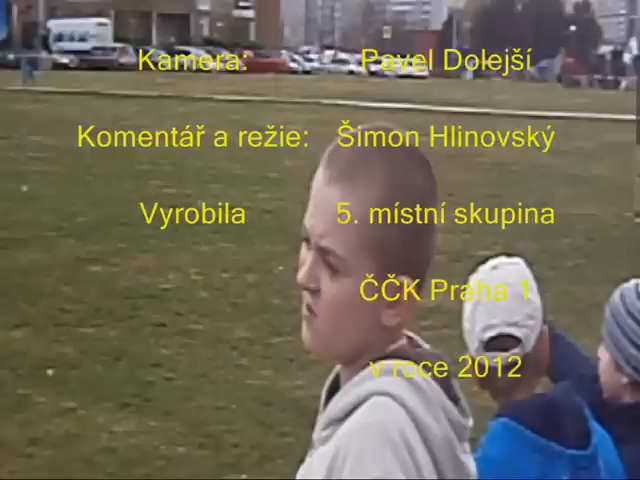 Kamera: Pavel Dolejší
Komentář a režie: Šimon Hlinovský
Vyrobila 5. místní skupina
ČČK Praha 1
v roce 2012